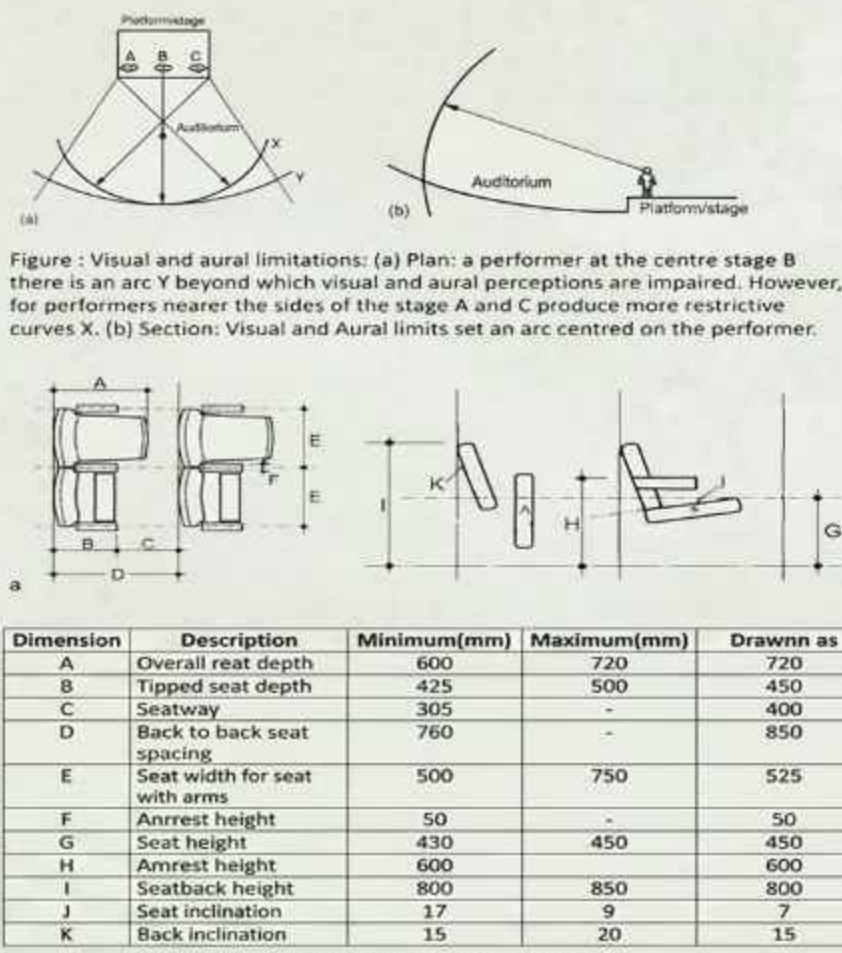 Platform/stage
A B C
Auditorium
X
Y
(a)
Auditorium
Platform/stage
(b)
Figure : Visual and aural limitations: (a) Plan: a performer at the centre stage B
there is an arc Y beyond which visual and aural perceptions are impaired. However,
for performers nearer the sides of the stage A and C produce more restrictive
curves X. (b) Section: Visual and Aural limits set an arc centred on the performer.
A
E
F
E
B C
D
a
K
I
A
H
J
G
Dimension Description Minimum(mm) Maximum(mm) Drawnn as
A Overall reat depth 600 720 720
B Tipped seat depth 425 500 450
C Seatway 305 - 400
D Back to back seat 760 - 850
spacing
E Seat width for seat 500 750 525
with arms
F Anrrest height 50 - 50
G Seat height 430 450 450
H Amrest height 600 600
I Seatback height 800 850 800
J Seat inclination 17 9 7
K Back inclination 15 20 15